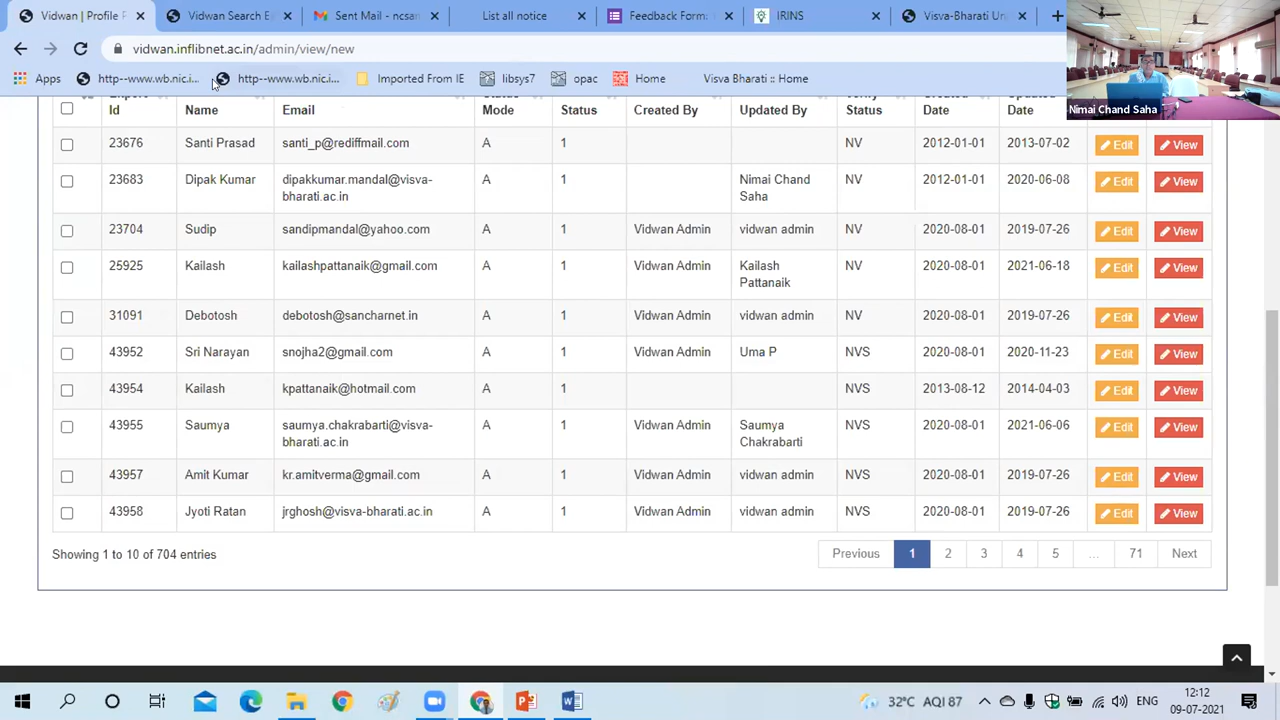 Vidwan | Profile P
Vidwan Search E
Sent Mail - ncsam
List all notice
Feedback Form:
IRINS
Visva-Bharati Un
vidwan.inflibnet.ac.in/admin/view/new
Apps
http--www.wb.nic.i...
http--www.wb.nic.i...
Imported From IE
libsys7
opac
Home
Visva Bharati :: Home
Nimai Chand Saha
Id Name Email Mode Status Created By Updated By Status Date Date
23676 Santi Prasad santi_p@rediffmail.com A 1 NV 2012-01-01 2013-07-02 Edit View
23683 Dipak Kumar dipakkumar.mandal@visva- A 1 Nimai Chand NV 2012-01-01 2020-06-08 Edit View
bharati.ac.in Saha
23704 Sudip sandipmandal@yahoo.com A 1 Vidwan Admin vidwan admin NV 2020-08-01 2019-07-26 Edit View
25925 Kailash kailashpattanaik@gmail.com A 1 Vidwan Admin Kailash NV 2020-08-01 2021-06-18 Edit View
Pattanaik
31091 Debotosh debotosh@sancharnet.in A 1 Vidwan Admin vidwan admin NV 2020-08-01 2019-07-26 Edit View
43952 Sri Narayan snojha2@gmail.com A 1 Vidwan Admin Uma P NVS 2020-08-01 2020-11-23 Edit View
43954 Kailash kpattanaik@hotmail.com A 1 Vidwan Admin NVS 2013-08-12 2014-04-03 Edit View
43955 Saumya saumya.chakrabarti@visva- A 1 Vidwan Admin Saumya NVS 2020-08-01 2021-06-06 Edit View
bharati.ac.in Chakrabarti
43957 Amit Kumar kr.amitverma@gmail.com A 1 Vidwan Admin vidwan admin NVS 2020-08-01 2019-07-26 Edit View
43958 Jyoti Ratan jrghosh@visva-bharati.ac.in A 1 Vidwan Admin vidwan admin NVS 2020-08-01 2019-07-26 Edit View
Showing 1 to 10 of 704 entries
Previous 1 2 3 4 5 ... 71 Next
32°C AQI 87
ENG
12:12
09-07-2021